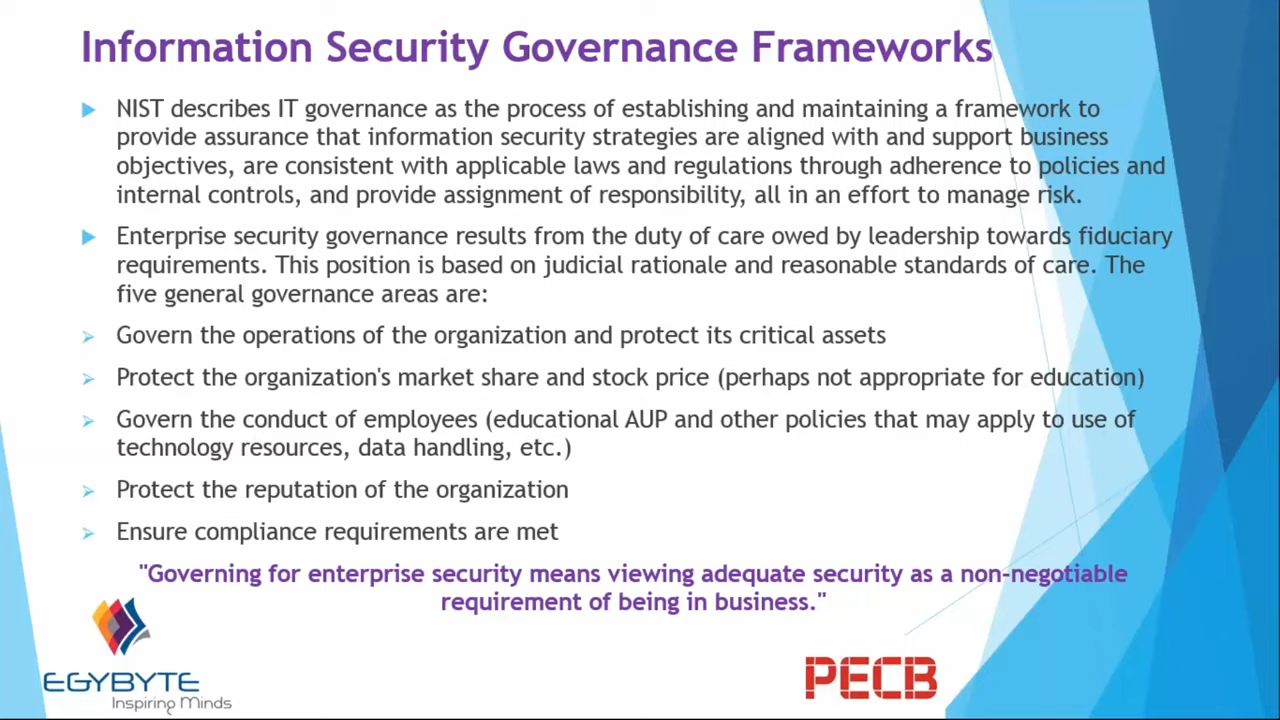 Information Security Governance Frameworks
NIST describes IT governance as the process of establishing and maintaining a framework to
provide assurance that information security strategies are aligned with and support business
objectives, are consistent with applicable laws and regulations through adherence to policies and
internal controls, and provide assignment of responsibility, all in an effort to manage risk.
Enterprise security governance results from the duty of care owed by leadership towards fiduciary
requirements. This position is based on judicial rationale and reasonable standards of care. The
five general governance areas are:
Govern the operations of the organization and protect its critical assets
Protect the organization's market share and stock price (perhaps not appropriate for education)
Govern the conduct of employees (educational AUP and other policies that may apply to use of
technology resources, data handling, etc.)
Protect the reputation of the organization
Ensure compliance requirements are met
"Governing for enterprise security means viewing adequate security as a non-negotiable
requirement of being in business."
EGYBYTE
Inspiring Minds
PECB